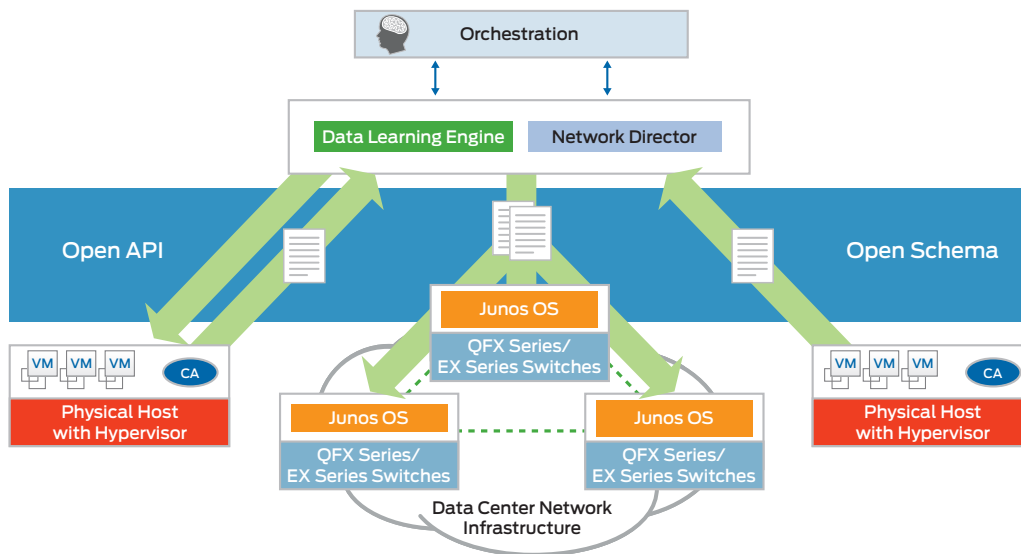 Orchestration
Data Learning Engine
Network Director
Open API
Open Schema
Junos OS
QFX Series/
EX Series Switches
VM VM VM
CA
Physical Host
with Hypervisor
VM VM VM
CA
Physical Host
with Hypervisor
Junos OS
QFX Series/
EX Series Switches
Junos OS
QFX Series/
EX Series Switches
Data Center Network
Infrastructure